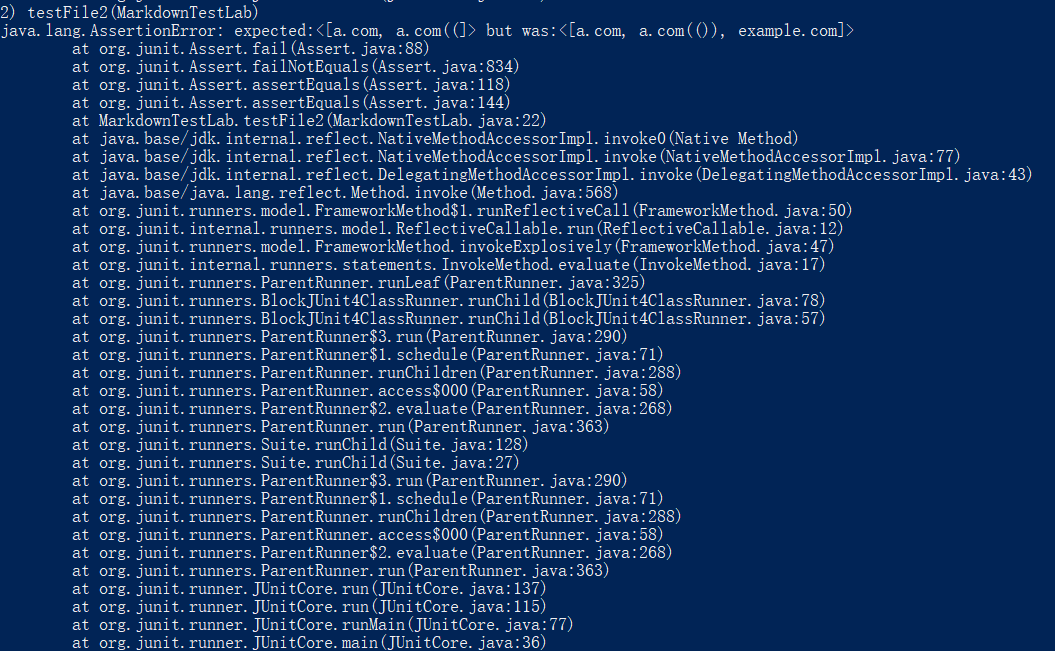 2) testFile2(MarkdownTestLab)
java.lang.AssertionError: expected:<[a.com, a.com((]> but was:<[a.com, a.com(()), example.com]>
        at org.junit.Assert.fail(Assert.java:88)
        at org.junit.Assert.failNotEquals(Assert.java:834)
        at org.junit.Assert.assertEquals(Assert.java:118)
        at org.junit.Assert.assertEquals(Assert.java:144)
        at MarkdownTestLab.testFile2(MarkdownTestLab.java:22)
        at java.base/jdk.internal.reflect.NativeMethodAccessorImpl.invoke0(Native Method)
        at java.base/jdk.internal.reflect.NativeMethodAccessorImpl.invoke(NativeMethodAccessorImpl.java:77)
        at java.base/jdk.internal.reflect.DelegatingMethodAccessorImpl.invoke(DelegatingMethodAccessorImpl.java:43)
        at java.base/java.lang.reflect.Method.invoke(Method.java:568)
        at org.junit.runners.model.FrameworkMethod$1.runReflectiveCall(FrameworkMethod.java:50)
        at org.junit.internal.runners.model.ReflectiveCallable.run(ReflectiveCallable.java:12)
        at org.junit.runners.model.FrameworkMethod.invokeExplosively(FrameworkMethod.java:47)
        at org.junit.internal.runners.statements.InvokeMethod.evaluate(InvokeMethod.java:17)
        at org.junit.runners.ParentRunner.runLeaf(ParentRunner.java:325)
        at org.junit.runners.BlockJUnit4ClassRunner.runChild(BlockJUnit4ClassRunner.java:78)
        at org.junit.runners.BlockJUnit4ClassRunner.runChild(BlockJUnit4ClassRunner.java:57)
        at org.junit.runners.ParentRunner$3.run(ParentRunner.java:290)
        at org.junit.runners.ParentRunner$1.schedule(ParentRunner.java:71)
        at org.junit.runners.ParentRunner.runChildren(ParentRunner.java:288)
        at org.junit.runners.ParentRunner.access$000(ParentRunner.java:58)
        at org.junit.runners.ParentRunner$2.evaluate(ParentRunner.java:268)
        at org.junit.runners.ParentRunner.run(ParentRunner.java:363)
        at org.junit.runners.Suite.runChild(Suite.java:128)
        at org.junit.runners.Suite.runChild(Suite.java:27)
        at org.junit.runners.ParentRunner$3.run(ParentRunner.java:290)
        at org.junit.runners.ParentRunner$1.schedule(ParentRunner.java:71)
        at org.junit.runners.ParentRunner.runChildren(ParentRunner.java:288)
        at org.junit.runners.ParentRunner.access$000(ParentRunner.java:58)
        at org.junit.runners.ParentRunner$2.evaluate(ParentRunner.java:268)
        at org.junit.runners.ParentRunner.run(ParentRunner.java:363)
        at org.junit.runner.JUnitCore.run(JUnitCore.java:137)
        at org.junit.runner.JUnitCore.run(JUnitCore.java:115)
        at org.junit.runner.JUnitCore.runMain(JUnitCore.java:77)
        at org.junit.runner.JUnitCore.main(JUnitCore.java:36)